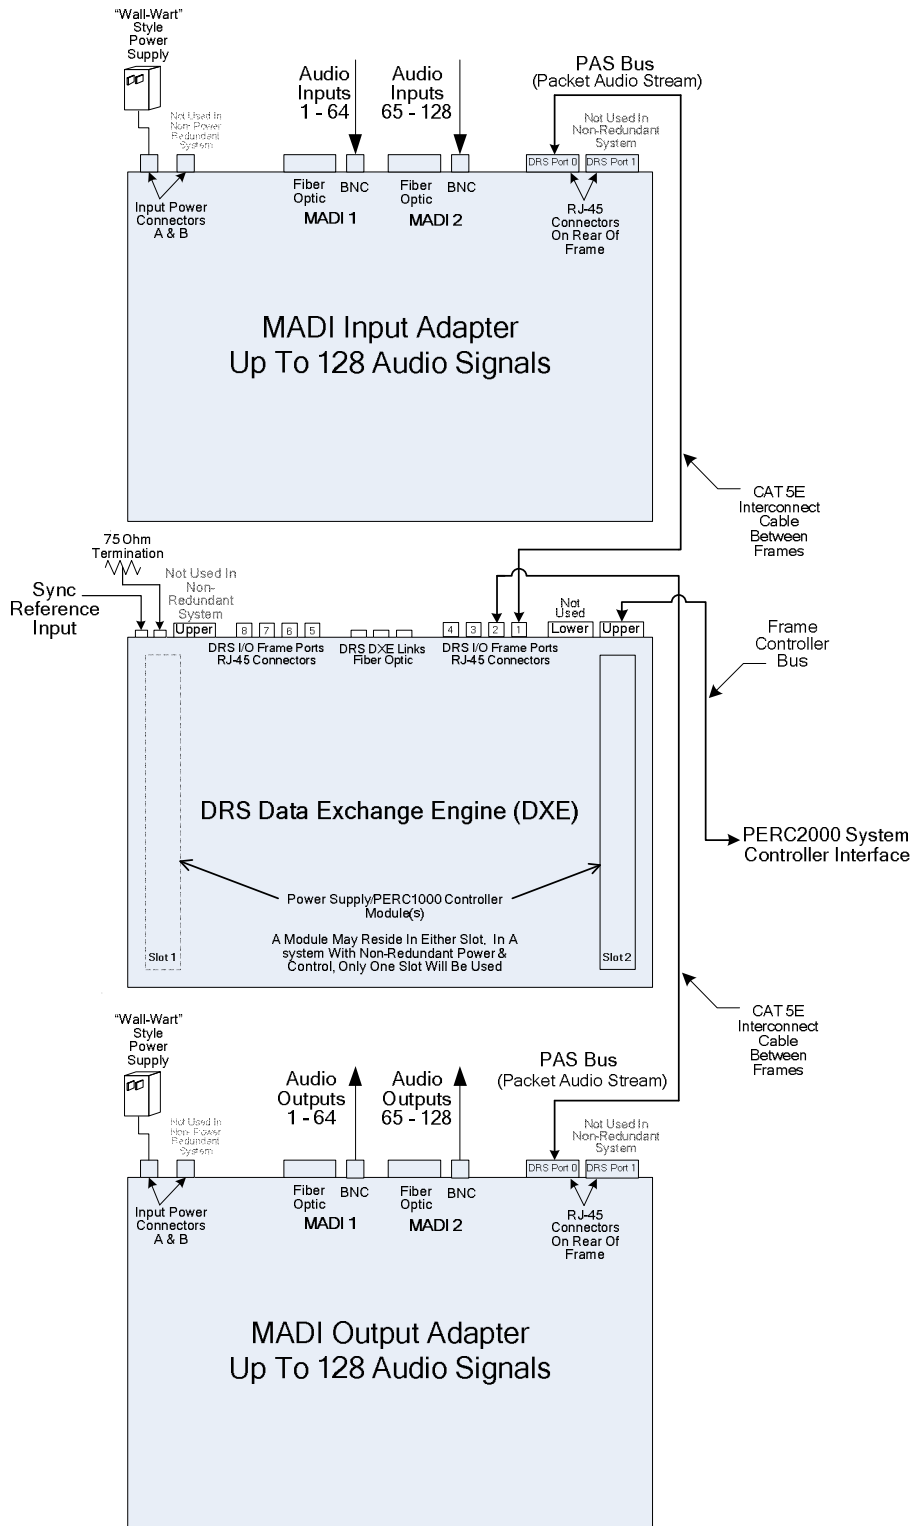 "Wall-Wart"
Style
Power
Supply
Not Used In
Non-Power
Redundant
System
Audio
Inputs
1 - 64
Audio
Inputs
65 - 128
PAS Bus
(Packet Audio Stream)
Not Used In
Non-Redundant
System
DRS Port 0
DRS Port 1
Input Power
Connectors
A & B
Fiber
Optic
BNC
MADI 1
Fiber
Optic
BNC
MADI 2
RJ-45
Connectors
On Rear Of
Frame
MADI Input Adapter
Up To 128 Audio Signals
CAT 5E
Interconnect
Cable
Between
Frames
75 Ohm
Termination
Sync
Reference
Input
Not Used In
Non-
Redundant
System
Upper
8 7 6 5
DRS I/O Frame Ports
RJ-45 Connectors
DRS DXE Links
Fiber Optic
4 3 2 1
DRS I/O Frame Ports
RJ-45 Connectors
Not
Used
Lower
Upper
Frame
Controller
Bus
DRS Data Exchange Engine (DXE)
PERC2000 System
Controller Interface
Power Supply/PERC1000 Controller
Module(s)
A Module May Reside In Either Slot. In A
system With Non-Redundant Power &
Control, Only One Slot Will Be Used
Slot 1
Slot 2
CAT 5E
Interconnect
Cable
Between
Frames
"Wall-Wart"
Style
Power
Supply
Not Used In
Non-Power
Redundant
System
Audio
Outputs
1 - 64
Audio
Outputs
65 - 128
PAS Bus
(Packet Audio Stream)
Not Used In
Non-Redundant
System
DRS Port 0
DRS Port 1
Input Power
Connectors
A & B
Fiber
Optic
BNC
MADI 1
Fiber
Optic
BNC
MADI 2
RJ-45
Connectors
On Rear Of
Frame
MADI Output Adapter
Up To 128 Audio Signals